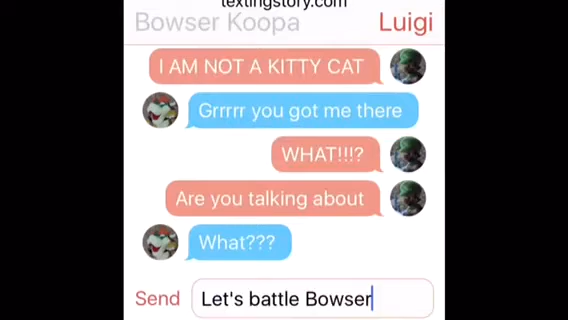 textingstory.com
Bowser Koopa Luigi
I AM NOT A KITTY CAT
Grrrrr you got me there
WHAT!!!?
Are you talking about
What???
Send Let's battle Bowser